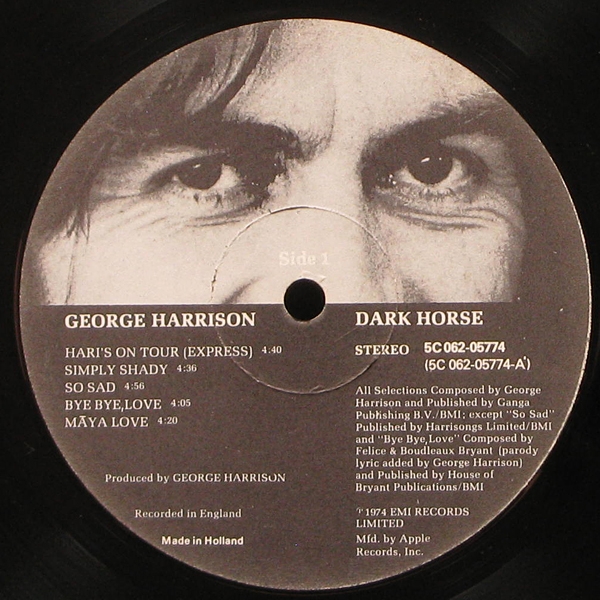 Side 1
GEORGE HARRISON
HARI'S ON TOUR (EXPRESS) 4:40
SIMPLY SHADY 4:36
SO SAD 4:56
BYE BYE,LOVE 4:05
MĀYA LOVE 4:20
Produced by GEORGE HARRISON
Recorded in England
Made in Holland
DARK HORSE
STEREO 5C 062-05774
(5C 062-05774-A')
All Selections Composed by George
Harrison and Published by Ganga
Publishing B.V./BMI; except "So Sad"
Published by Harrisongs Limited/BMI
and "Bye Bye,Love" Composed by
Felice & Boudleaux Bryant (parody
lyric added by George Harrison)
and Published by House of
Bryant Publications/BMI
℗ 1974 EMI RECORDS
LIMITED
Mfd. by Apple
Records, Inc.